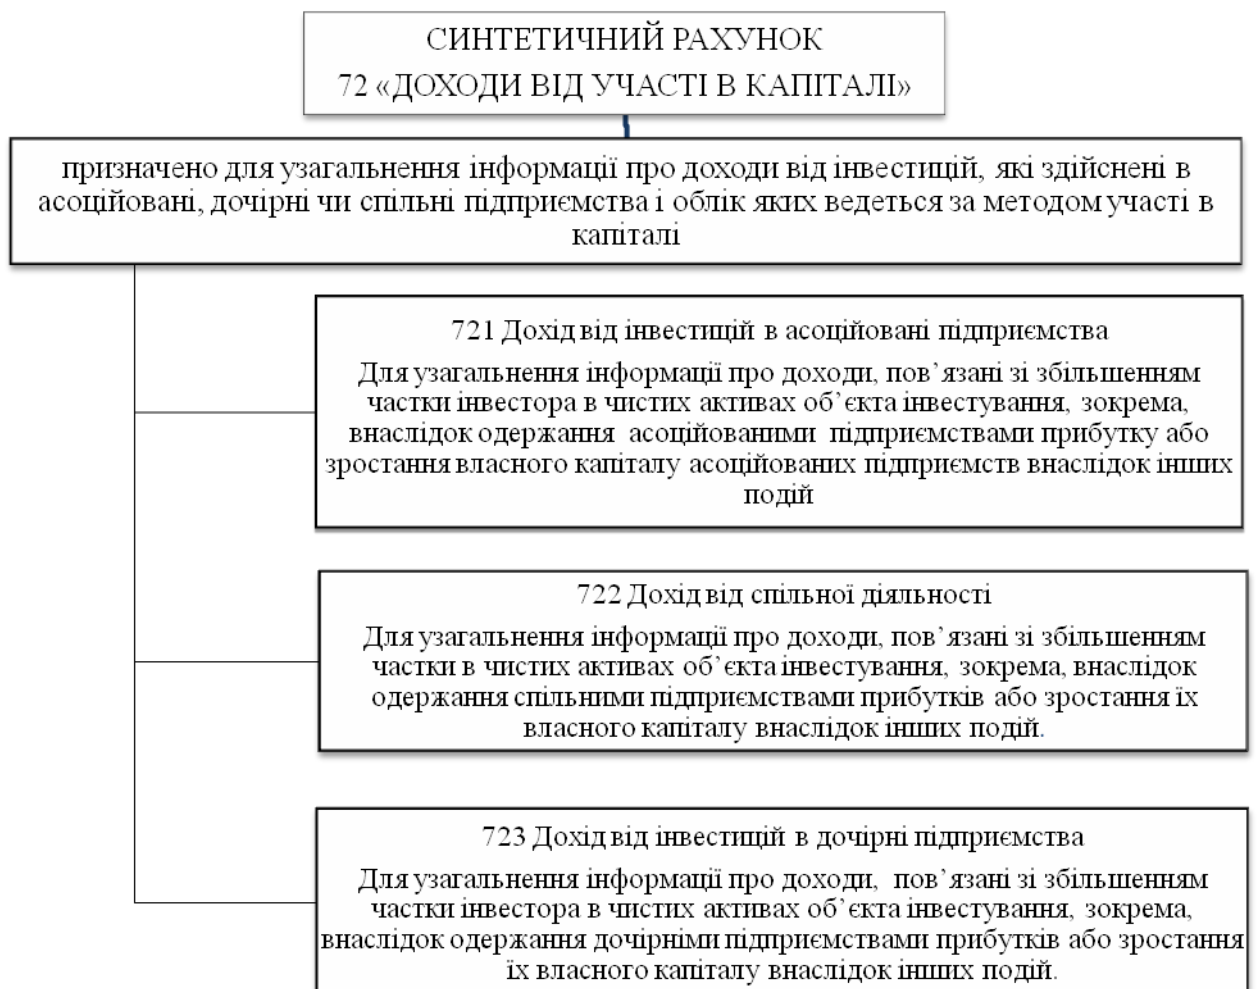 СИНТЕТИЧНИЙ РАХУНОК
72 «ДОХОДИ ВІД УЧАСТІ В КАПІТАЛІ»
призначено для узагальнення інформації про доходи від інвестицій, які здійснені в
асоційовані, дочірні чи спільні підприємства і облік яких ведеться за методом участі в
капіталі
721 Дохід від інвестицій в асоційовані підприємства
Для узагальнення інформації про доходи, пов’язані зі збільшенням
частки інвестора в чистих активах об’єкта інвестування, зокрема,
внаслідок одержання асоційованими підприємствами прибутку або
зростання власного капіталу асоційованих підприємств внаслідок інших
подій
722 Дохід від спільної діяльності
Для узагальнення інформації про доходи, пов’язані зі збільшенням
частки в чистих активах об’єкта інвестування, зокрема, внаслідок
одержання спільними підприємствами прибутків або зростання їх
власного капіталу внаслідок інших подій.
723 Дохід від інвестицій в дочірні підприємства
Для узагальнення інформації про доходи, пов’язані зі збільшенням
частки інвестора в чистих активах об’єкта інвестування, зокрема,
внаслідок одержання дочірніми підприємствами прибутків або зростання
їх власного капіталу внаслідок інших подій.